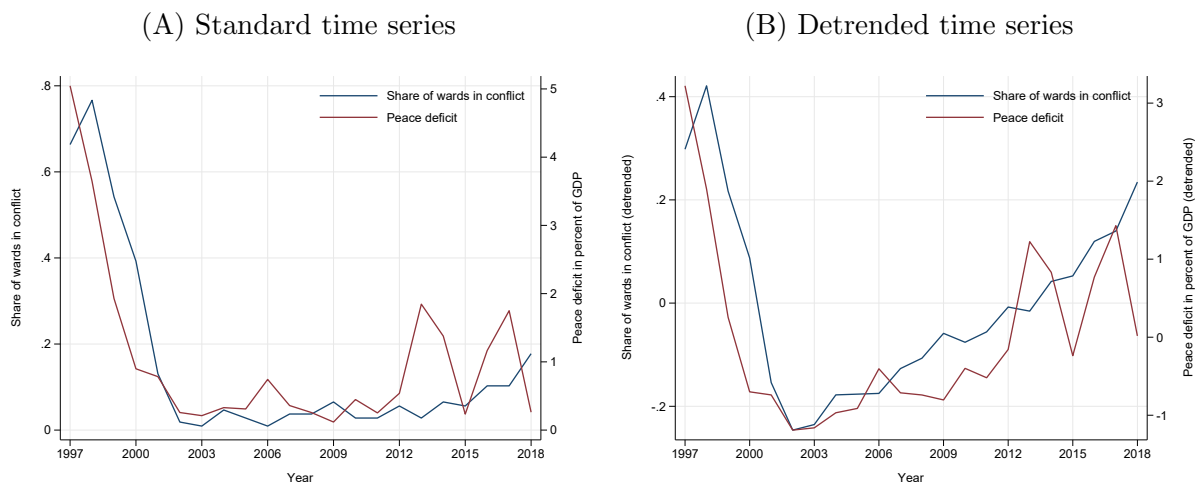 (A) Standard time series
Share of wards in conflict
Peace deficit
.8
.6
.4
.2
0
Share of wards in conflict
5
4
3
2
1
0
Peace deficit in percent of GDP
1997 2000 2003 2006 2009 2012 2015 2018
Year
(B) Detrended time series
Share of wards in conflict
Peace deficit
.4
.2
0
-.2
Share of wards in conflict (detrended)
3
2
1
0
-1
Peace deficit in percent of GDP (detrended)
1997 2000 2003 2006 2009 2012 2015 2018
Year